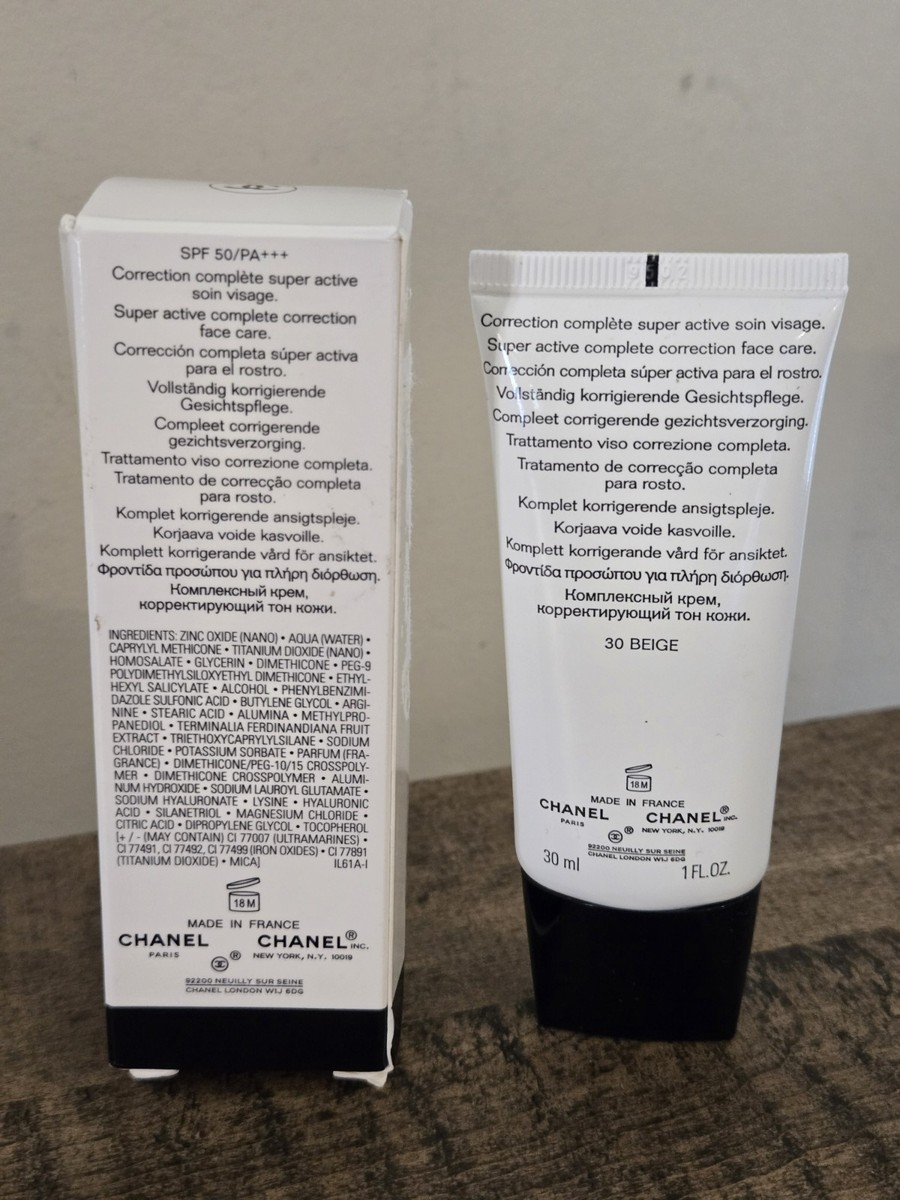 SPF 50/PA+++
Correction complète super active
soin visage.
Super active complete correction
face care.
Corrección completa súper activa
para el rostro.
Vollständig korrigierende
Gesichtspflege.
Compleet corrigerende
gezichtsverzorging.
Trattamento viso correzione completa.
Tratamento de correcção completa
para rosto.
Komplet korrigerende ansigtspleje.
Korjaava voide kasvoille.
Komplett korrigerande vård för ansiktet.
Φροντίδα προσώπου για πλήρη διόρθωση.
Комплексный крем,
корректирующий тон кожи.
INGREDIENTS: ZINC OXIDE (NANO) • AQUA (WATER) •
CAPRYLYL METHICONE • TITANIUM DIOXIDE (NANO) •
HOMOSALATE • GLYCERIN • DIMETHICONE • PEG-9
POLYDIMETHYLSILOXYETHYL DIMETHICONE • ETHYL-
HEXYL SALICYLATE • ALCOHOL • PHENYLBENZIMI-
DAZOLE SULFONIC ACID • BUTYLENE GLYCOL • ARGI-
NINE • STEARIC ACID • ALUMINA • METHYLPRO-
PANEDIOL • TERMINALIA FERDINANDIANA FRUIT
EXTRACT • TRIETHOXYCAPRYLYLSILANE • SODIUM
CHLORIDE • POTASSIUM SORBATE • PARFUM (FRA-
GRANCE) • DIMETHICONE/PEG-10/15 CROSSPOLY-
MER • DIMETHICONE CROSSPOLYMER • ALUMI-
NUM HYDROXIDE • SODIUM LAUROYL GLUTAMATE •
SODIUM HYALURONATE • LYSINE • HYALURONIC
ACID • SILANETRIOL • MAGNESIUM CHLORIDE •
CITRIC ACID • DIPROPYLENE GLYCOL • TOCOPHEROL
[+ / - (MAY CONTAIN) CI 77007 (ULTRAMARINES) •
CI 77491, CI 77492, CI 77499 (IRON OXIDES) • CI 77891
(TITANIUM DIOXIDE) • MICA] IL61A-I
18 M
MADE IN FRANCE
CHANEL CHANEL® INC.
PARIS ® NEW YORK, N.Y. 10019
92200 NEUILLY SUR SEINE
CHANEL LONDON W1J 6DG
9502
Correction complète super active soin visage.
Super active complete correction face care.
Corrección completa súper activa para el rostro.
Vollständig korrigierende Gesichtspflege.
Compleet corrigerende gezichtsverzorging.
Trattamento viso correzione completa.
Tratamento de correcção completa
para rosto.
Komplet korrigerende ansigtspleje.
Korjaava voide kasvoille.
Komplett korrigerande vård för ansiktet.
Φροντίδα προσώπου για πλήρη διόρθωση.
Комплексный крем,
корректирующий тон кожи.
30 BEIGE
18 M
MADE IN FRANCE
CHANEL CHANEL® INC.
PARIS ® NEW YORK, N.Y. 10019
92200 NEUILLY SUR SEINE
CHANEL LONDON W1J 6DG
30 ml 1 FL.OZ.